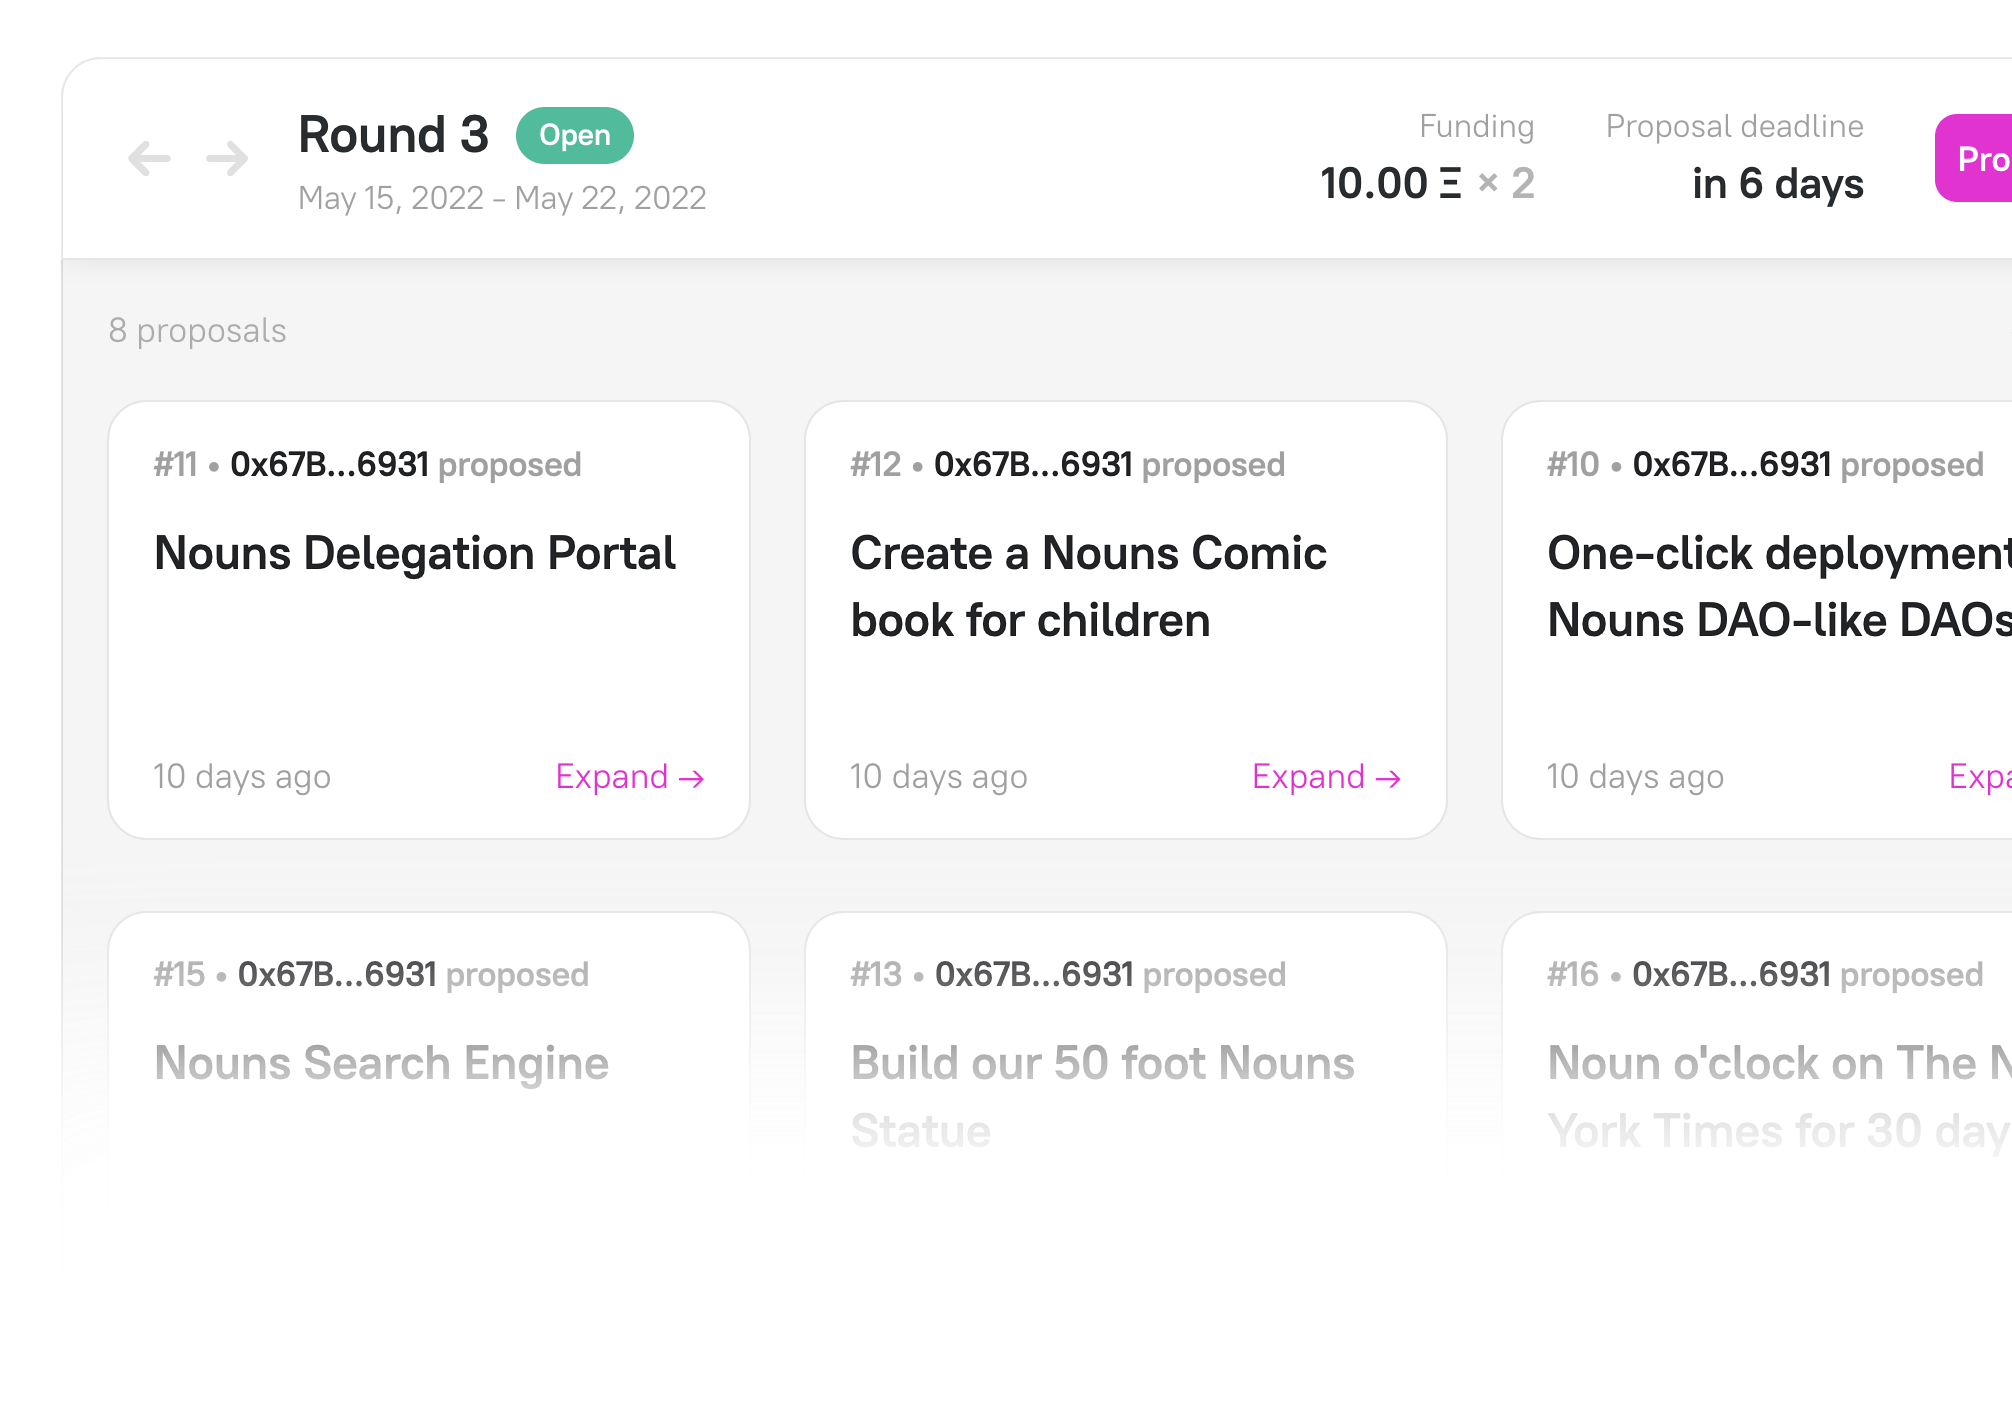 Round 3 Open
May 15, 2022 – May 22, 2022
Funding
10.00 Ξ × 2
Proposal deadline
in 6 days
Pro
8 proposals
#11 • 0x67B...6931 proposed
Nouns Delegation Portal
10 days ago Expand →
#12 • 0x67B...6931 proposed
Create a Nouns Comic
book for children
10 days ago Expand →
#10 • 0x67B...6931 proposed
One-click deployment
Nouns DAO-like DAOs
10 days ago Expa
#15 • 0x67B...6931 proposed
Nouns Search Engine
#13 • 0x67B...6931 proposed
Build our 50 foot Nouns
Statue
#16 • 0x67B...6931 proposed
Noun o'clock on The N
York Times for 30 day